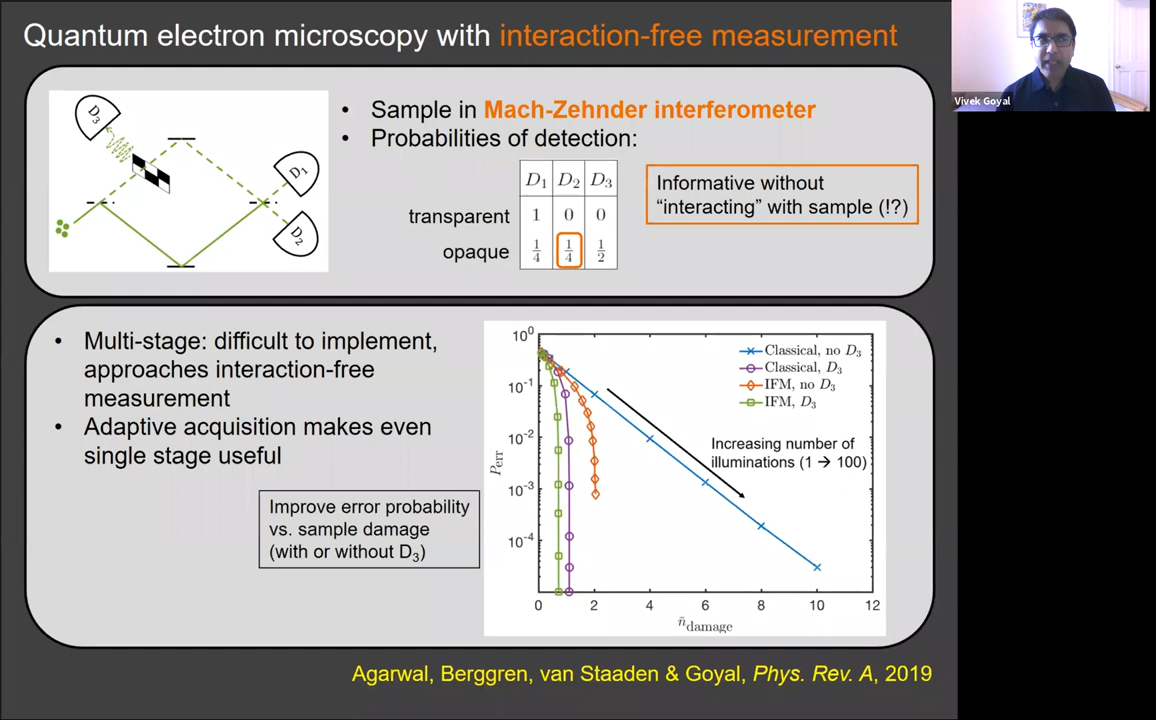 Quantum electron microscopy with interaction-free measurement
Vivek Goyal
D3
D1
D2
• Sample in Mach-Zehnder interferometer
• Probabilities of detection:
D1 D2 D3
transparent 1 0 0
opaque 1/4 1/4 1/2
Informative without
“interacting” with sample (!?)
• Multi-stage: difficult to implement,
approaches interaction-free
measurement
• Adaptive acquisition makes even
single stage useful
Improve error probability
vs. sample damage
(with or without D3)
10^0
10^-1
10^-2
10^-3
10^-4
Perr
Classical, no D3
Classical, D3
IFM, no D3
IFM, D3
Increasing number of
illuminations (1 → 100)
0 2 4 6 8 10 12
ñdamage
Agarwal, Berggren, van Staaden & Goyal, Phys. Rev. A, 2019